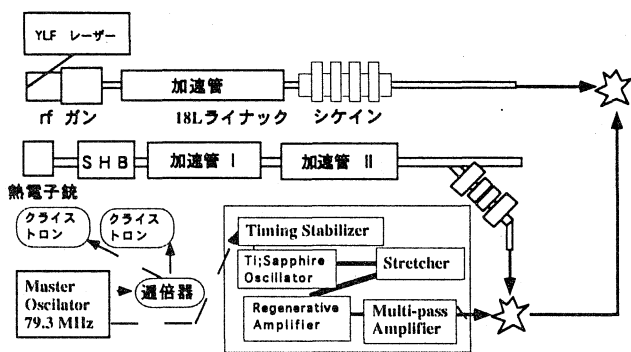 YLF レーザー
加速管
rf ガン
18Lライナック
シケイン
SHB
加速管 I
加速管 II
熱電子銃
クライストロン
クライストロン
Timing Stabilizer
Ti;Sapphire
Oscillator
Stretcher
Master
Oscilator
79.3 MHz
逓倍器
Regenerative
Amplifier
Multi-pass
Amplifier